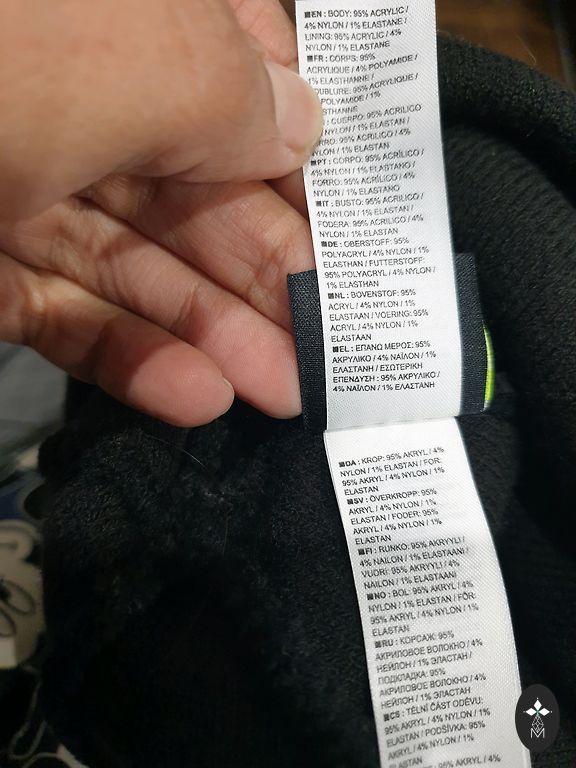 ■EN : BODY: 95% ACRYLIC /
4% NYLON / 1% ELASTANE /
LINING: 95% ACRYLIC / 4%
NYLON / 1% ELASTANE
■FR : CORPS: 95%
ACRYLIQUE / 4% POLYAMIDE /
1% ELASTHANNE /
OUBLURE: 95% ACRYLIQUE /
POLYAMIDE / 1%
STHANNE
: CUERPO: 95% ACRILICO
NYLON / 1% ELASTAN /
RRO: 95% ACRILICO / 4%
NYLON / 1% ELASTAN
■PT : CORPO: 95% ACRÍLICO /
4% NYLON / 1% ELASTANO /
FORRO: 95% ACRÍLICO / 4%
NYLON / 1% ELASTANO
■IT : BUSTO: 95% ACRILICO /
4% NYLON / 1% ELASTAN /
FODERA: 95% ACRILICO / 4%
NYLON / 1% ELASTAN
■DE : OBERSTOFF: 95%
POLYACRYL / 4% NYLON / 1%
ELASTHAN / FUTTERSTOFF:
95% POLYACRYL / 4% NYLON /
1% ELASTHAN
■NL : BOVENSTOF: 95%
ACRYL / 4% NYLON / 1%
ELASTAAN / VOERING: 95%
ACRYL / 4% NYLON / 1%
ELASTAAN
■EL : ΕΠΑΝΩ ΜΕΡΟΣ: 95%
ΑΚΡΥΛΙΚΟ / 4% ΝΑΪΛΟΝ / 1%
ΕΛΑΣΤΑΝΗ / ΕΣΩΤΕΡΙΚΗ
ΕΠΕΝΔΥΣΗ : 95% ΑΚΡΥΛΙΚΟ /
4% ΝΑΪΛΟΝ / 1% ΕΛΑΣΤΑΝΗ
■DA : KROP: 95% AKRYL / 4%
NYLON / 1% ELASTAN / FOR:
95% AKRYL / 4% NYLON / 1%
ELASTAN
■SV : ÖVERKROPP: 95%
AKRYL / 4% NYLON / 1%
ELASTAN / FODER: 95%
AKRYL / 4% NYLON / 1%
ELASTAN
■FI : RUNKO: 95% AKRYYLI /
4% NAILON / 1% ELASTAANI /
VUORI: 95% AKRYYLI / 4%
NAILON / 1% ELASTAANI
■NO : BOL: 95% AKRYL / 4%
NYLON / 1% ELASTAN / FÔR:
95% AKRYL / 4% NYLON / 1%
ELASTAN
■RU : КОРСАЖ: 95%
АКРИЛОВОЕ ВОЛОКНО / 4%
НЕЙЛОН / 1% ЭЛАСТАН /
ПОДКЛАДКА: 95%
АКРИЛОВОЕ ВОЛОКНО / 4%
НЕЙЛОН / 1% ЭЛАСТАН
■CS : TĚLNÍ ČÁST ODĚVU:
95% AKRYL / 4% NYLON / 1%
ELASTAN / PODŠÍVKA: 95%
AKRYL / 4% NYLON / 1%
ELASTAN
95% AKRYL / 4%
M